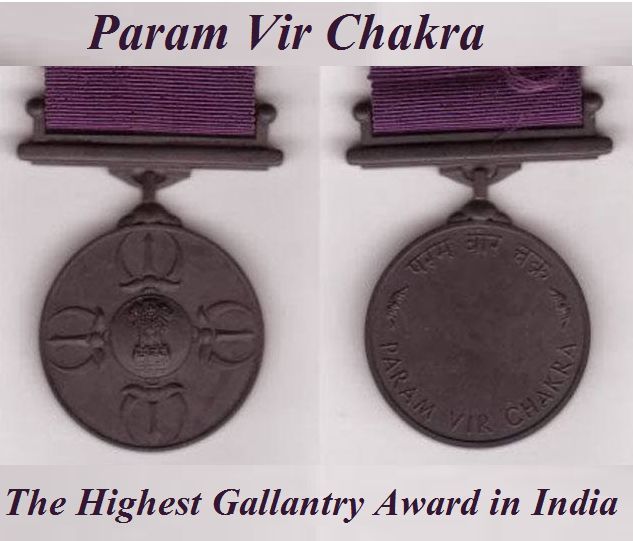 Param Vir Chakra
परम वीर चक्र
PARAM VIR CHAKRA
The Highest Gallantry Award in India